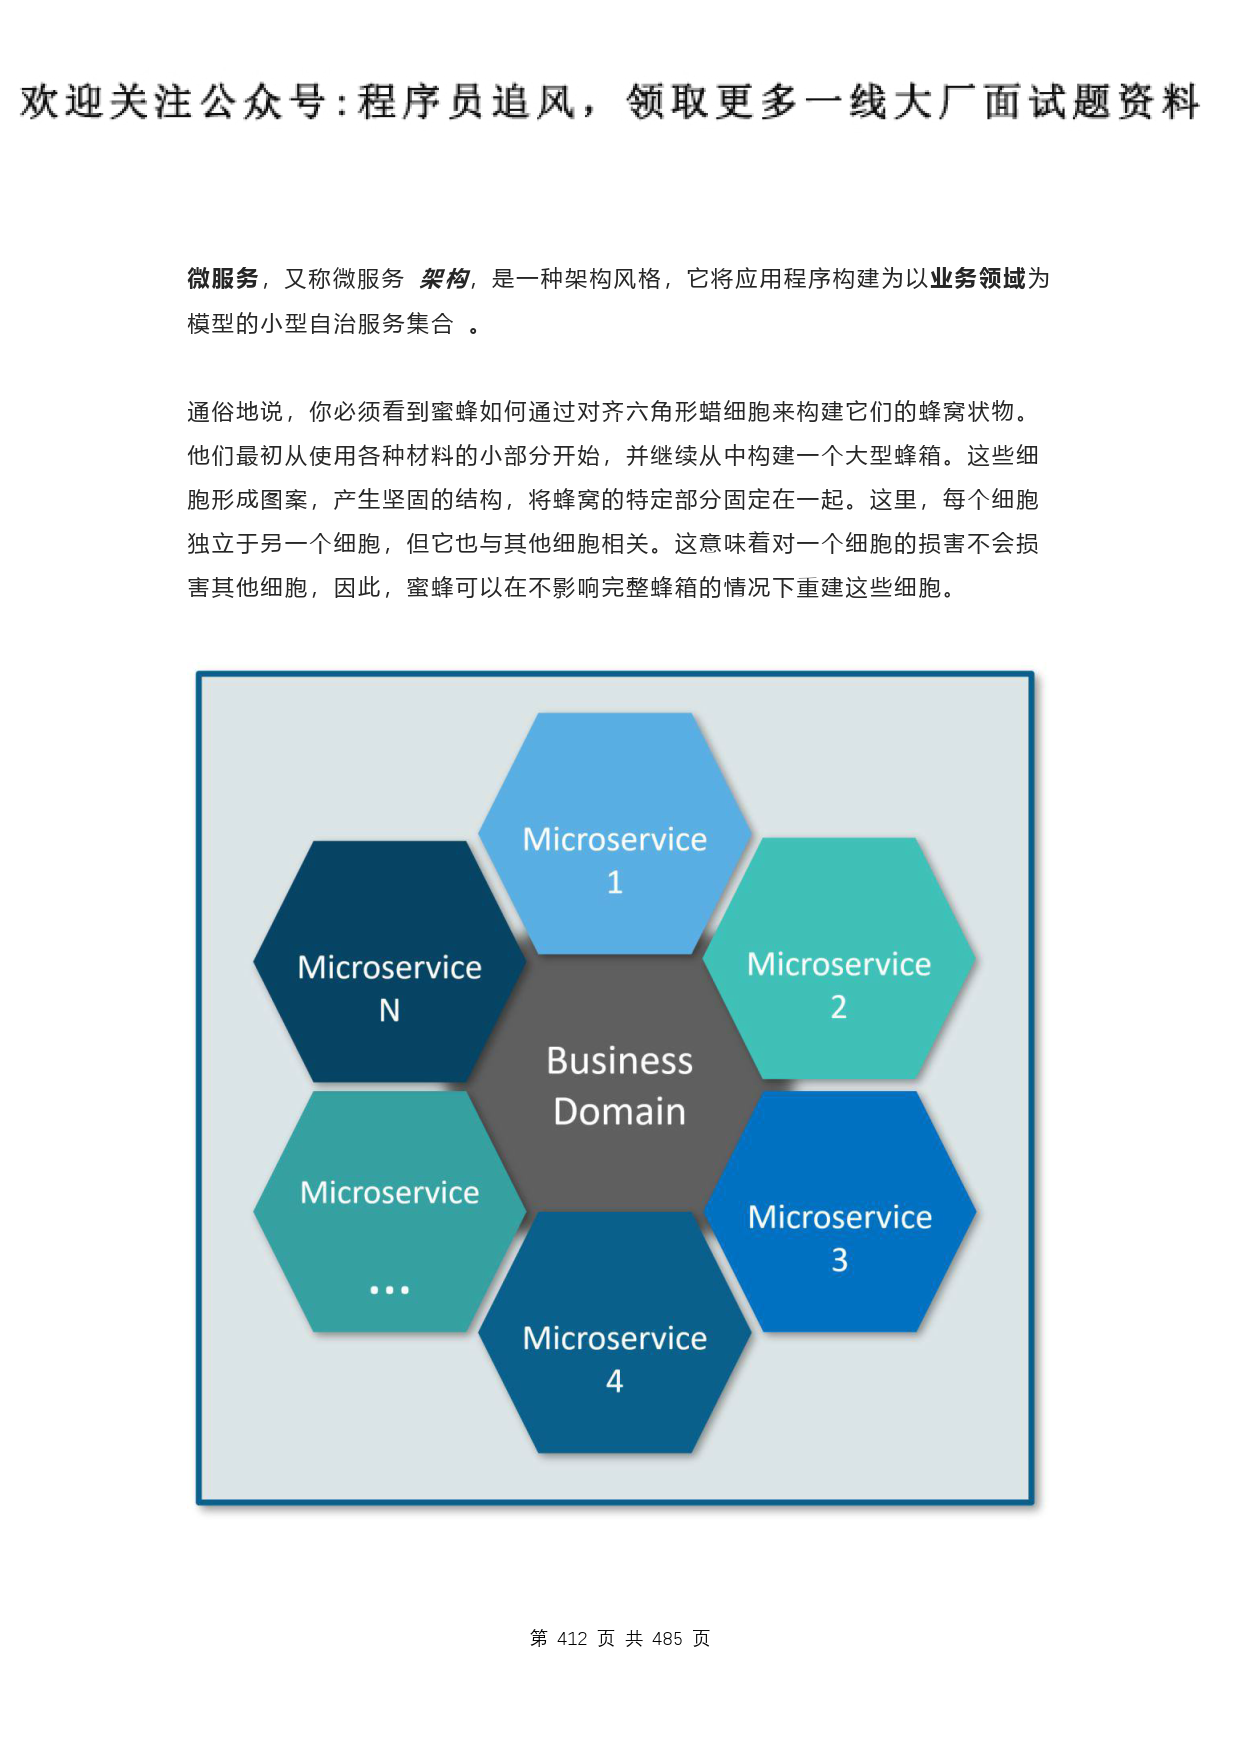 欢迎关注公众号:程序员追风，领取更多一线大厂面试题资料
微服务，又称微服务 架构，是一种架构风格，它将应用程序构建为以业务领域为
模型的小型自治服务集合 。
通俗地说，你必须看到蜜蜂如何通过对齐六角形蜡细胞来构建它们的蜂窝状物。
他们最初从使用各种材料的小部分开始，并继续从中构建一个大型蜂箱。这些细
胞形成图案，产生坚固的结构，将蜂窝的特定部分固定在一起。这里，每个细胞
独立于另一个细胞，但它也与其他细胞相关。这意味着对一个细胞的损害不会损
害其他细胞，因此，蜜蜂可以在不影响完整蜂箱的情况下重建这些细胞。
Microservice
1
Microservice
2
Microservice
N
Business
Domain
Microservice
...
Microservice
3
Microservice
4
第 412 页 共 485 页